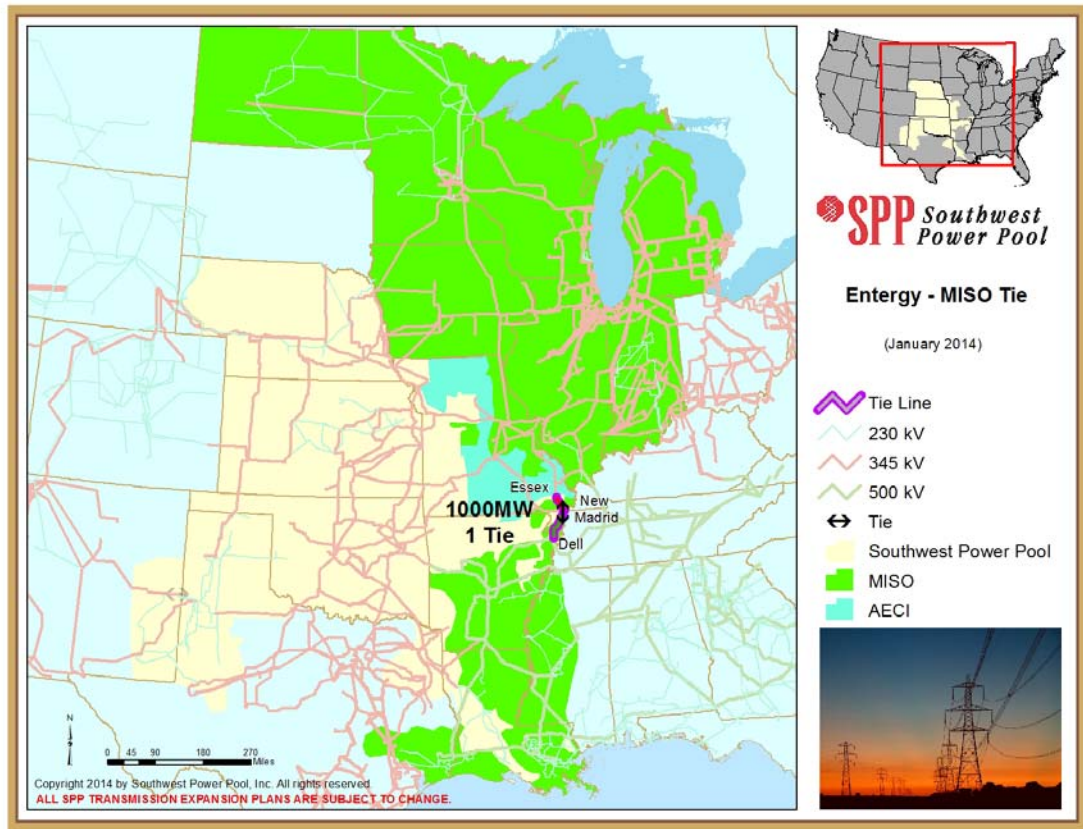 Essex
New
Madrid
1000MW
1 Tie
Dell
N
0 45 90 180 270
Miles
Copyright 2014 by Southwest Power Pool, Inc. All rights reserved.
ALL SPP TRANSMISSION EXPANSION PLANS ARE SUBJECT TO CHANGE.
SPP Southwest
Power Pool
Entergy - MISO Tie
(January 2014)
Tie Line
230 kV
345 kV
500 kV
Tie
Southwest Power Pool
MISO
AECI